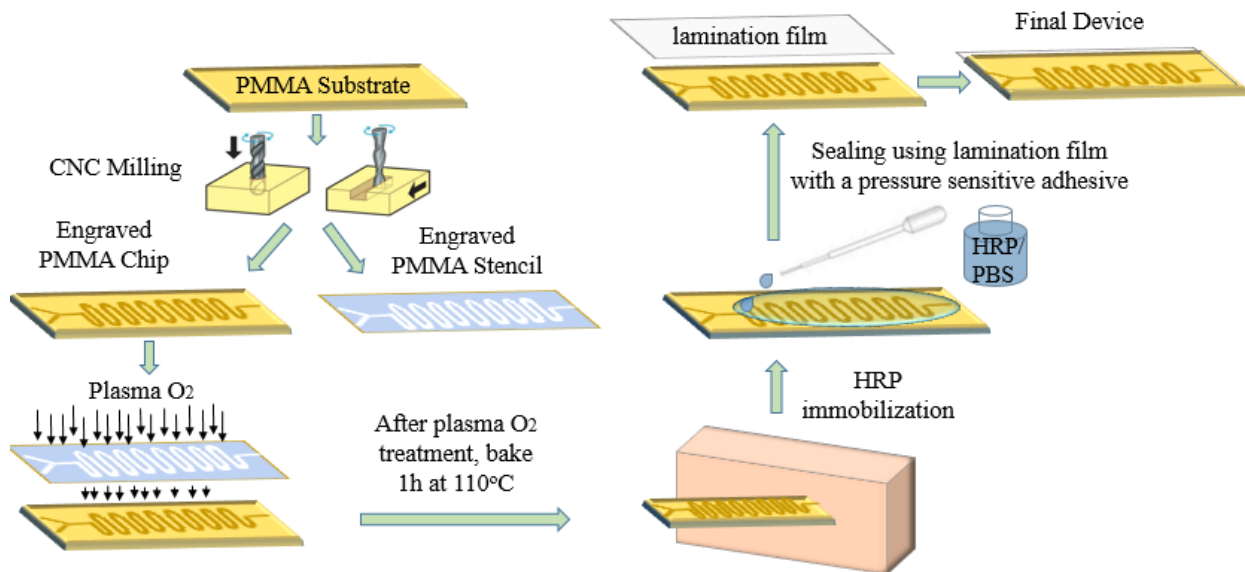 PMMA Substrate
CNC Milling
Engraved
PMMA Chip
Engraved
PMMA Stencil
Plasma O2
After plasma O2
treatment, bake
1h at 110oC
HRP
immobilization
HRP/
PBS
Sealing using lamination film
with a pressure sensitive adhesive
lamination film
Final Device